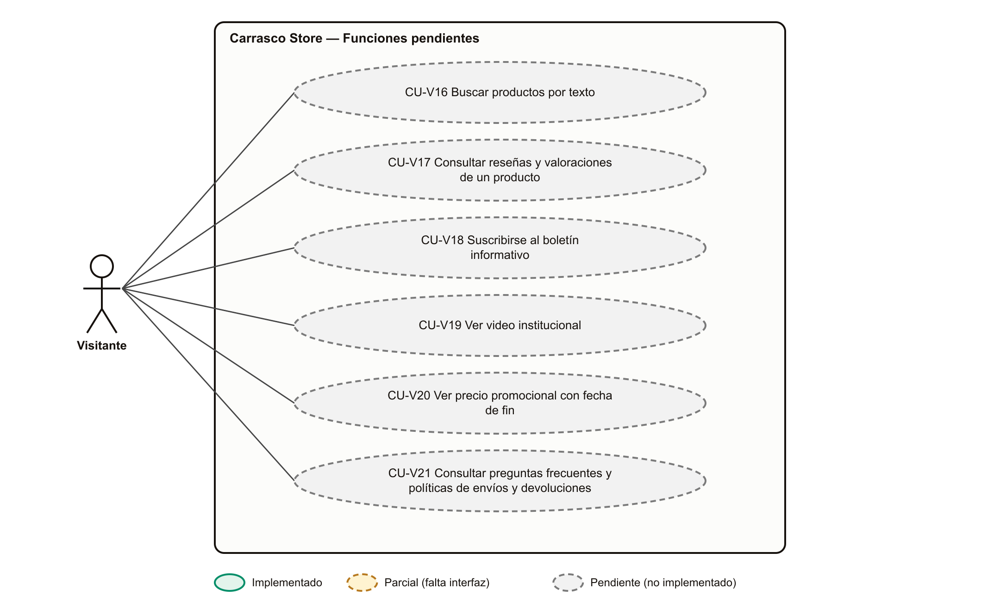 Carrasco Store — Funciones pendientes
CU-V16 Buscar productos por texto
CU-V17 Consultar reseñas y valoraciones
de un producto
CU-V18 Suscribirse al boletín
informativo
CU-V19 Ver video institucional
Visitante
CU-V20 Ver precio promocional con fecha
de fin
CU-V21 Consultar preguntas frecuentes y
políticas de envíos y devoluciones
Implementado
Parcial (falta interfaz)
Pendiente (no implementado)